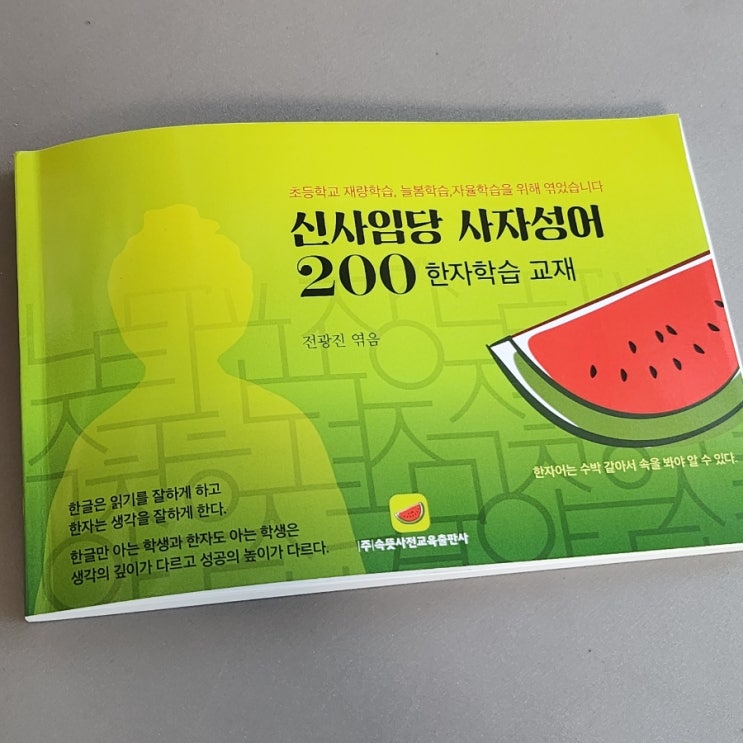 초등학교 재량학습, 늘봄학습,자율학습을 위해 엮었습니다
신사임당 사자성어
200 한자학습 교재
전광진 엮음
한자어는 수박 같아서 속을 봐야 알 수 있다.
한글은 읽기를 잘하게 하고
한자는 생각을 잘하게 한다.
한글만 아는 학생과 한자도 아는 학생은
생각의 깊이가 다르고 성공의 높이가 다르다.
(주)속뜻사전교육출판사